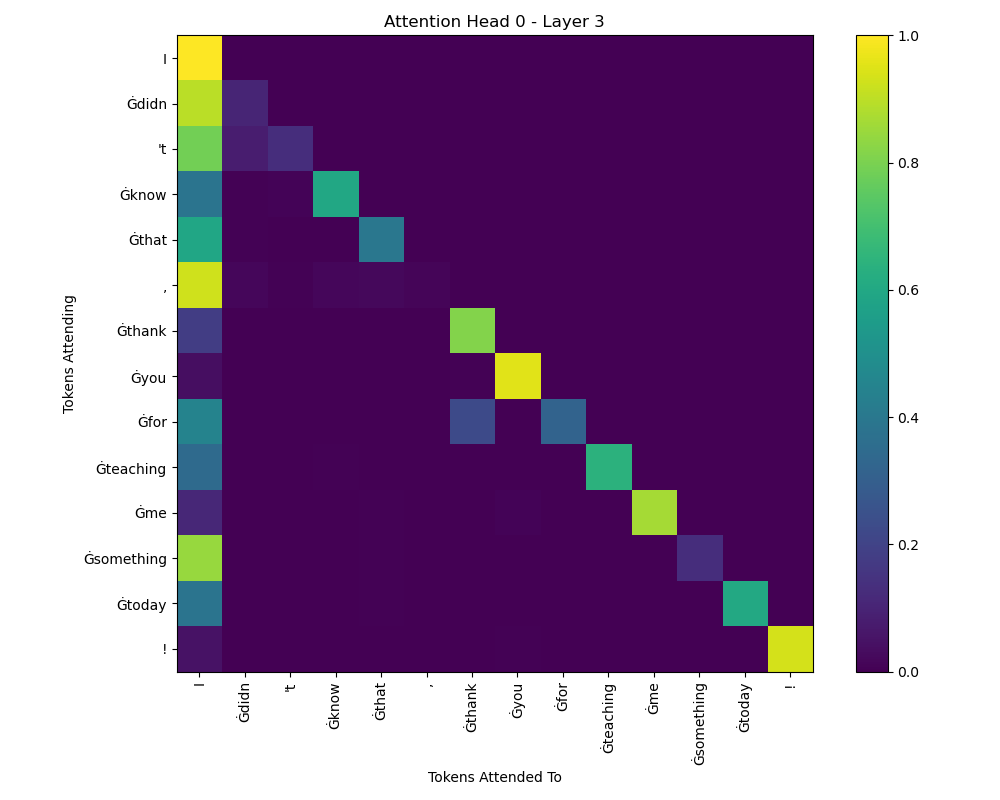 Attention Head 0 - Layer 3
Tokens Attending
I
Ġdidn
't
Ġknow
Ġthat
,
Ġthank
Ġyou
Ġfor
Ġteaching
Ġme
Ġsomething
Ġtoday
!
I
Ġdidn
't
Ġknow
Ġthat
,
Ġthank
Ġyou
Ġfor
Ġteaching
Ġme
Ġsomething
Ġtoday
!
Tokens Attended To
1.0
0.8
0.6
0.4
0.2
0.0